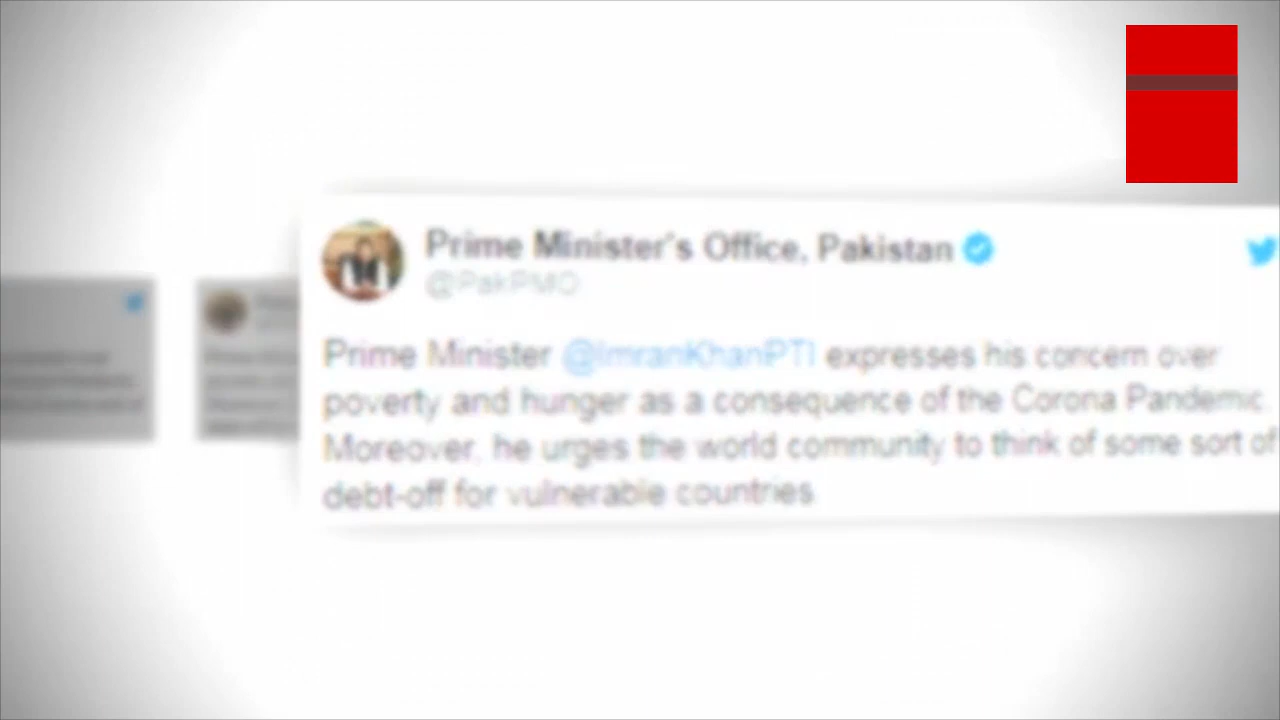 Prime Minister's Office, Pakistan
@PakPMO
Prime Minister @ImranKhanPTI expresses his concern over
poverty and hunger as a consequence of the Corona Pandemic.
Moreover, he urges the world community to think of some sort of
debt-off for vulnerable countries